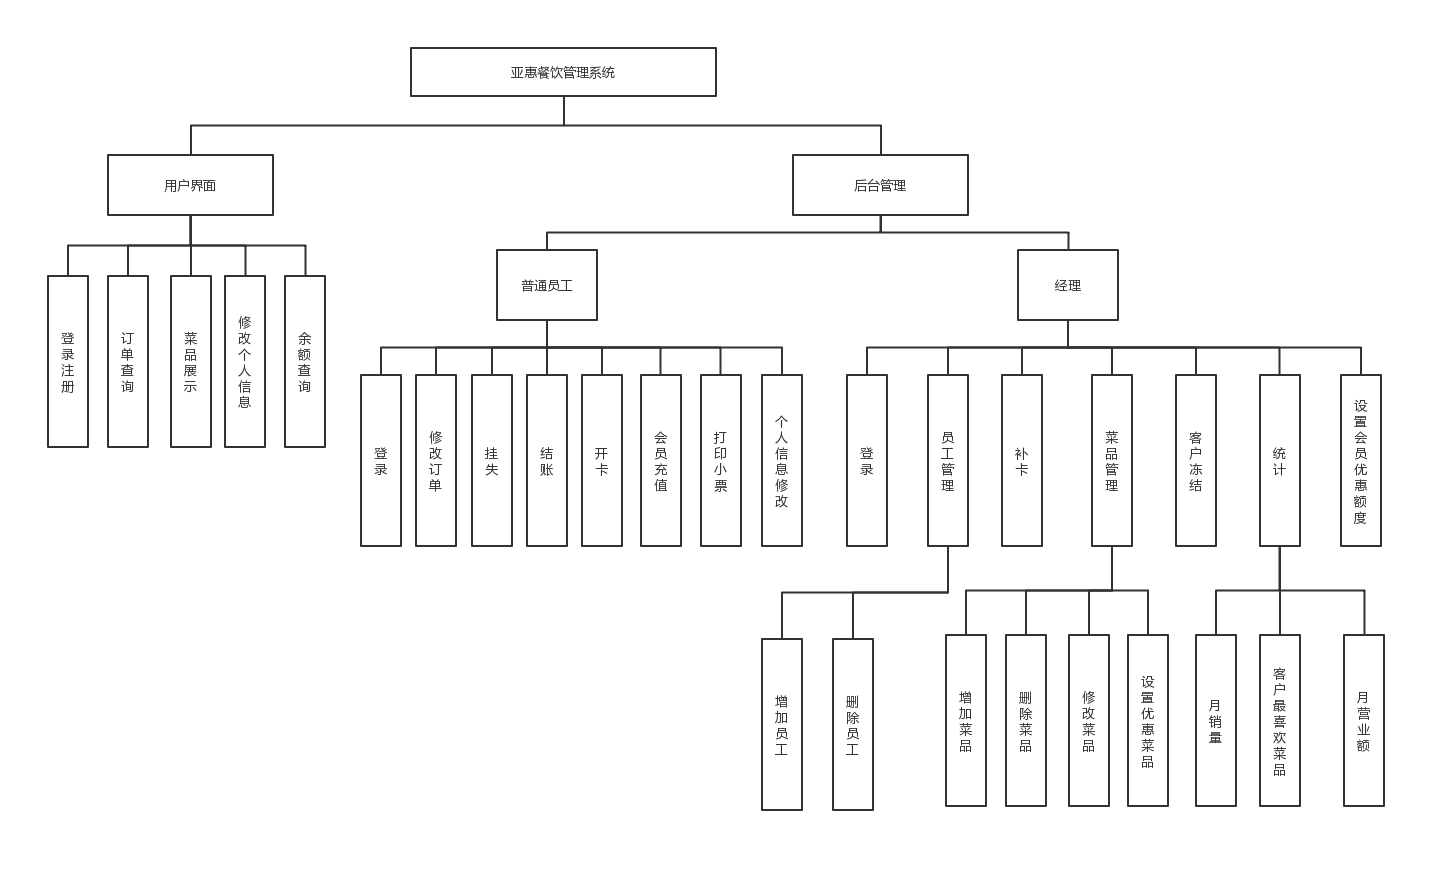 亚惠餐饮管理系统
用户界面
后台管理
普通员工
经理
登录注册
订单查询
菜品展示
修改个人信息
余额查询
登录
修改订单
挂失
结账
开卡
会员充值
打印小票
个人信息修改
登录
员工管理
补卡
菜品管理
客户冻结
统计
设置会员优惠额度
增加员工
删除员工
增加菜品
删除菜品
修改菜品
设置优惠菜品
月销量
客户最喜欢菜品
月营业额